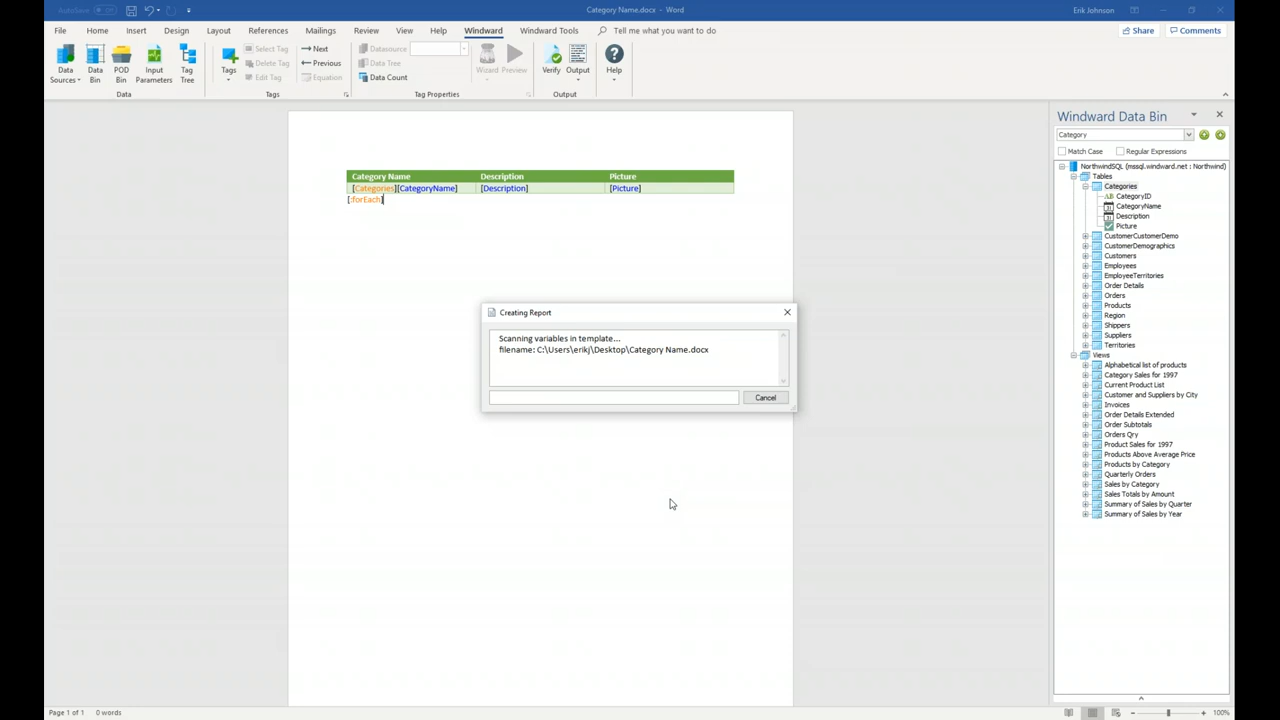 AutoSave Off
Category Name.docx - Word
Erik Johnson
File Home Insert Design Layout References Mailings Review View Help Windward Windward Tools Tell me what you want to do
Share Comments
Data Sources
Data Bin
POD Bin
Input Parameters
Tag Tree
Data
Tags
Select Tag
Delete Tag
Edit Tag
Next
Previous
Equation
Tags
Datasource
Data Tree
Data Count
Wizard
Preview
Tag Properties
Verify
Output
Output
Help
Category Name Description Picture
[Categories][CategoryName] [Description] [Picture]
[:forEach]
Creating Report
Scanning variables in template...
filename: C:\Users\erikj\Desktop\Category Name.docx
Cancel
Windward Data Bin
Category
Match Case Regular Expressions
NorthwindSQL (mssql.windward.net : Northwind)
Tables
Categories
CategoryID
CategoryName
Description
Picture
CustomerCustomerDemo
CustomerDemographics
Customers
Employees
EmployeeTerritories
Order Details
Orders
Products
Region
Shippers
Suppliers
Territories
Views
Alphabetical list of products
Category Sales for 1997
Current Product List
Customer and Suppliers by City
Invoices
Order Details Extended
Order Subtotals
Orders Qry
Product Sales for 1997
Products Above Average Price
Products by Category
Quarterly Orders
Sales by Category
Sales Totals by Amount
Summary of Sales by Quarter
Summary of Sales by Year
Page 1 of 1 0 words
100%